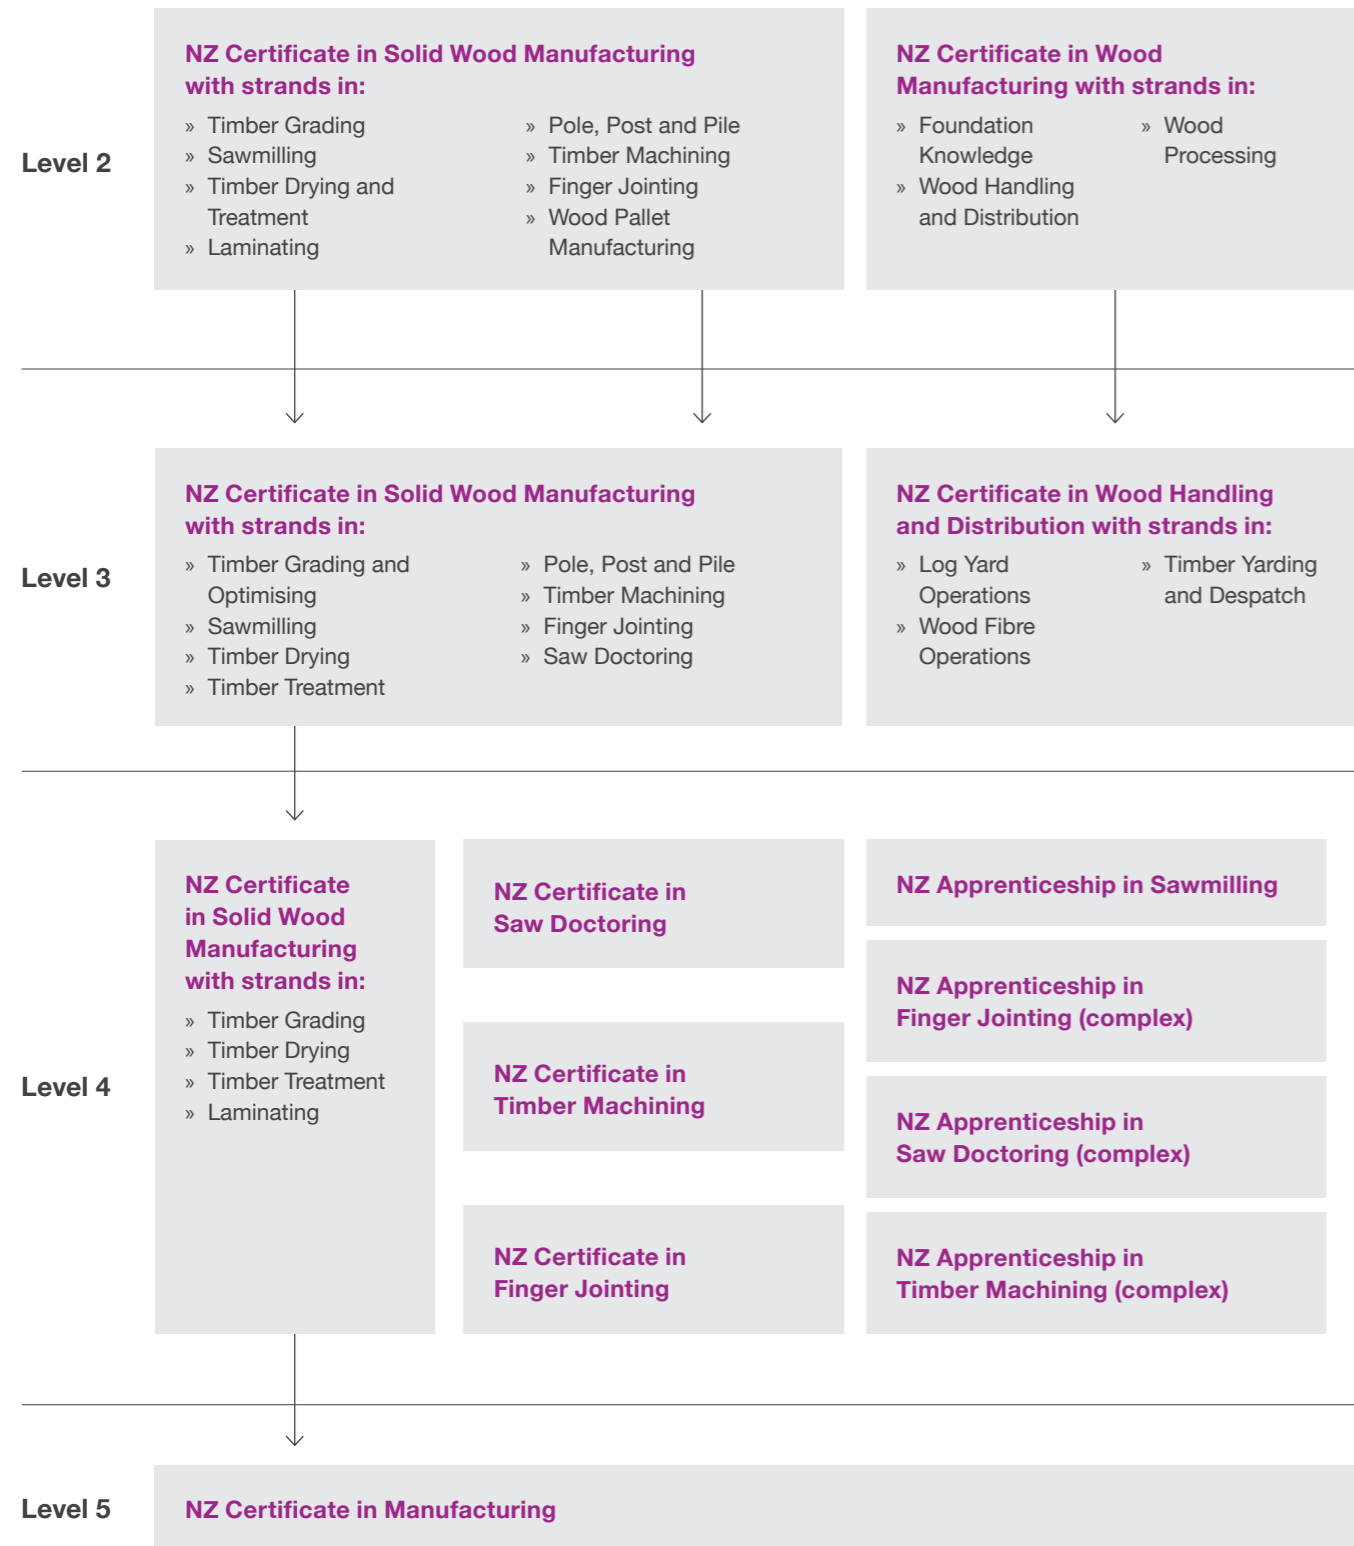 Level 2
NZ Certificate in Solid Wood Manufacturing
with strands in:
» Timber Grading
» Sawmilling
» Timber Drying and
Treatment
» Laminating
» Pole, Post and Pile
» Timber Machining
» Finger Jointing
» Wood Pallet
Manufacturing
NZ Certificate in Wood
Manufacturing with strands in:
» Foundation
Knowledge
» Wood Handling
and Distribution
» Wood
Processing
Level 3
NZ Certificate in Solid Wood Manufacturing
with strands in:
» Timber Grading and
Optimising
» Sawmilling
» Timber Drying
» Timber Treatment
» Pole, Post and Pile
» Timber Machining
» Finger Jointing
» Saw Doctoring
NZ Certificate in Wood Handling
and Distribution with strands in:
» Log Yard
Operations
» Wood Fibre
Operations
» Timber Yarding
and Despatch
Level 4
NZ Certificate
in Solid Wood
Manufacturing
with strands in:
» Timber Grading
» Timber Drying
» Timber Treatment
» Laminating
NZ Certificate in
Saw Doctoring
NZ Certificate in
Timber Machining
NZ Certificate in
Finger Jointing
NZ Apprenticeship in Sawmilling
NZ Apprenticeship in
Finger Jointing (complex)
NZ Apprenticeship in
Saw Doctoring (complex)
NZ Apprenticeship in
Timber Machining (complex)
Level 5
NZ Certificate in Manufacturing